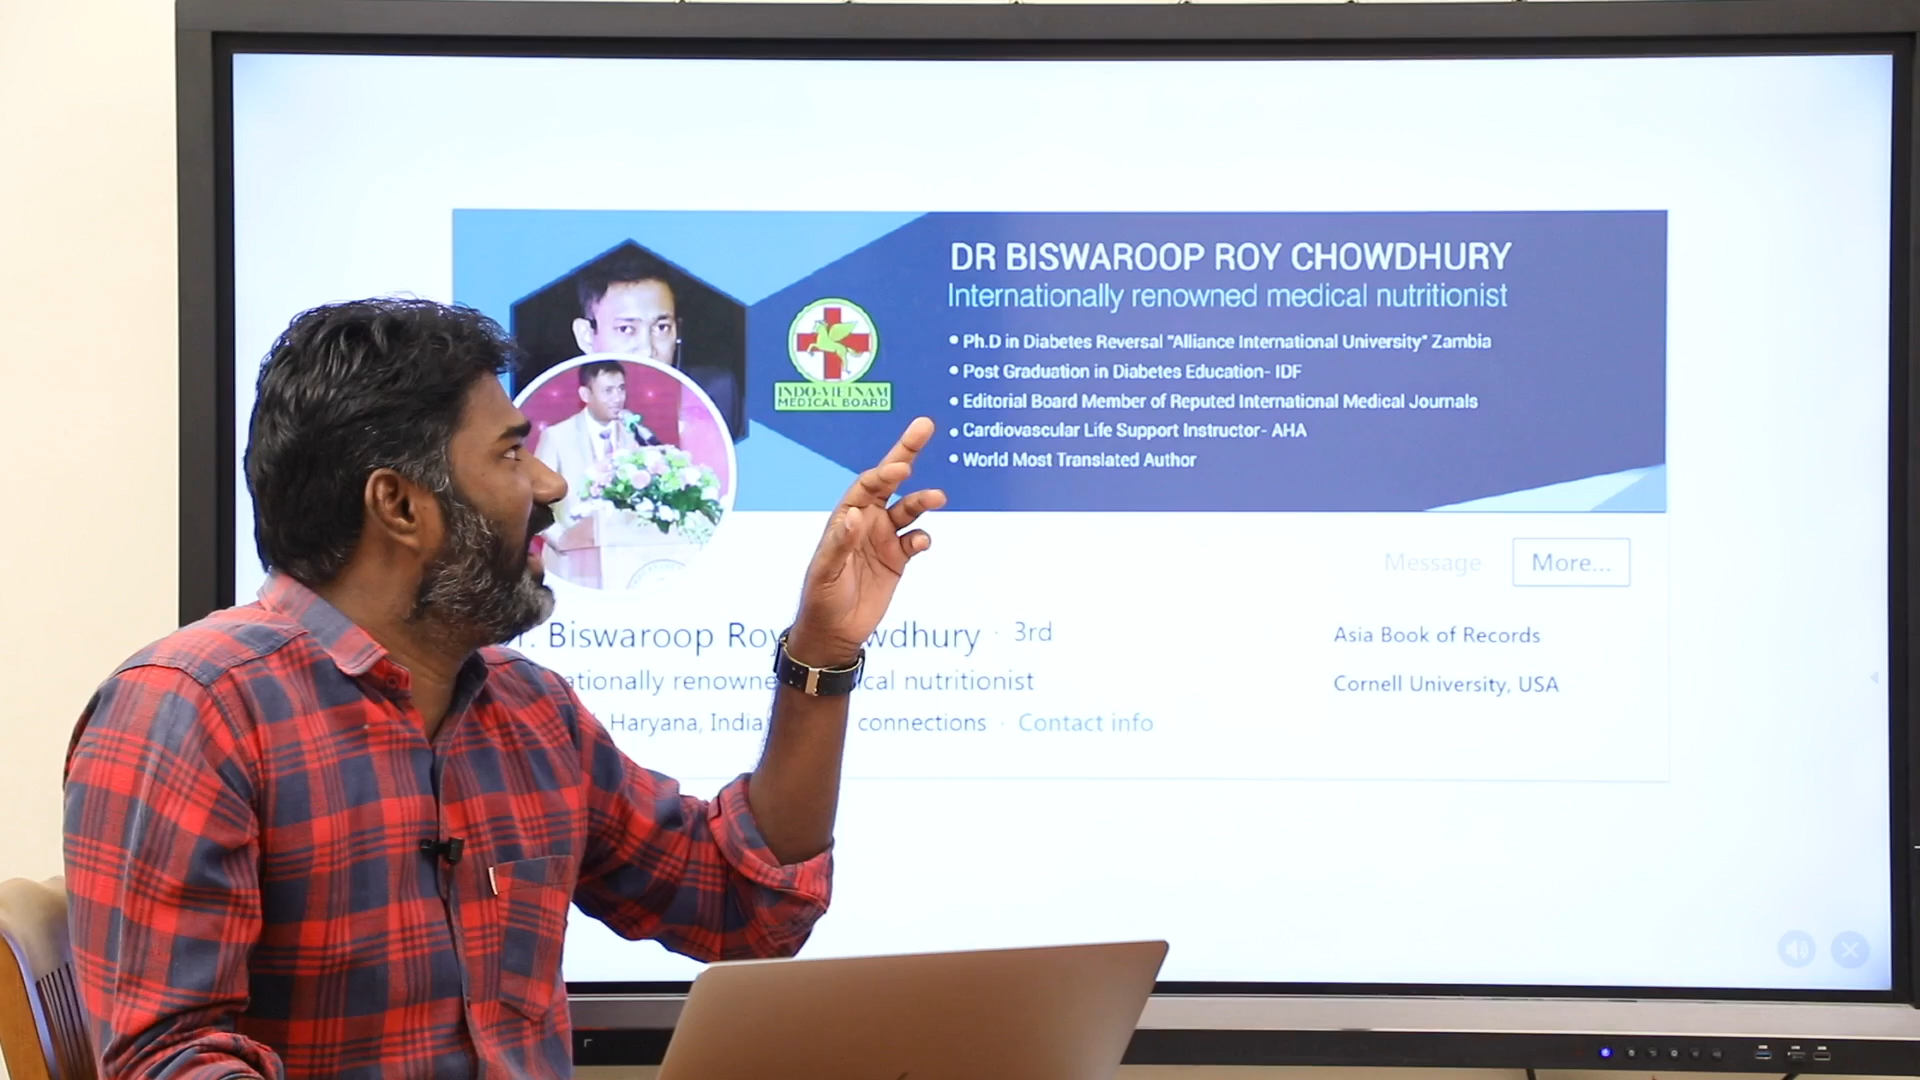 DR BISWAROOP ROY CHOWDHURY
Internationally renowned medical nutritionist
• Ph.D in Diabetes Reversal "Alliance International University" Zambia
• Post Graduation in Diabetes Education- IDF
• Editorial Board Member of Reputed International Medical Journals
• Cardiovascular Life Support Instructor- AHA
• World Most Translated Author
INDO-VIETNAM
MEDICAL BOARD
Message
More...
Biswaroop Roy wdhury · 3rd
ationally renowne cal nutritionist
Haryana, India connections · Contact info
Asia Book of Records
Cornell University, USA